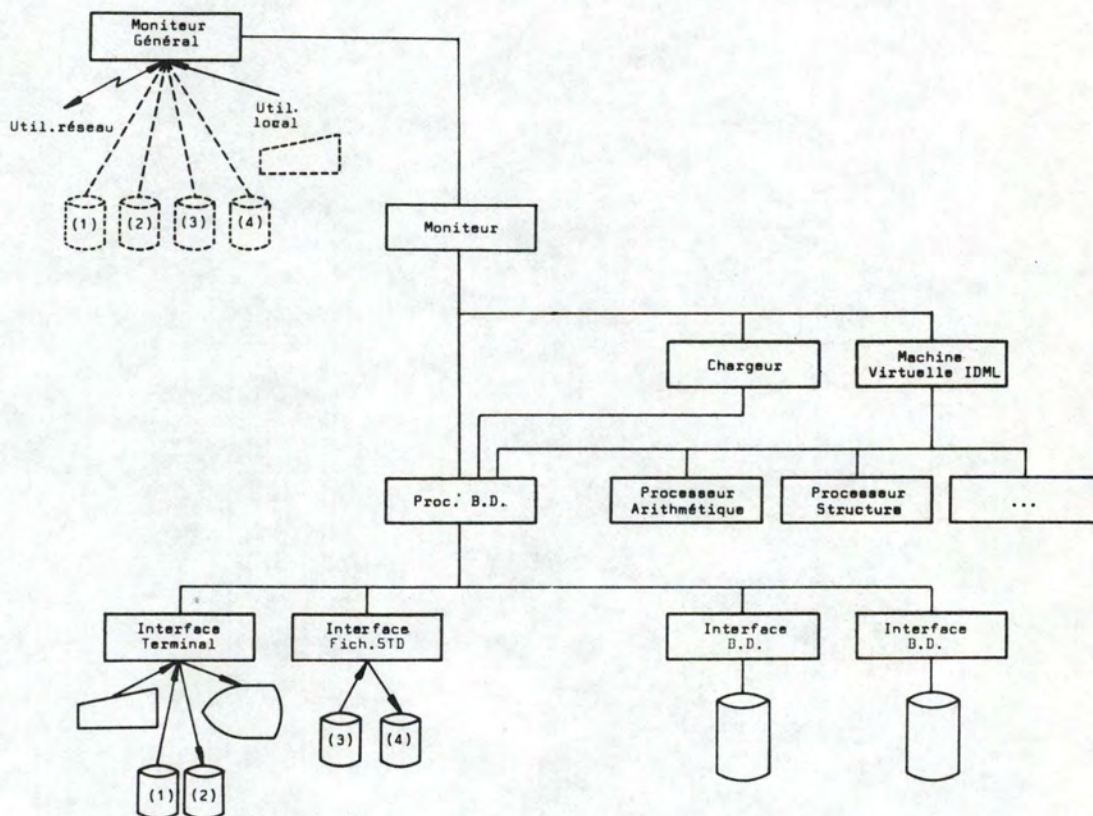 Moniteur
Général
Util.réseau
Util.
local
(1)
(2)
(3)
(4)
Moniteur
Chargeur
Machine
Virtuelle IDML
Proc. B.D.
Processeur
Arithmétique
Processeur
Structure
...
Interface
Terminal
Interface
Fich.STD
Interface
D.D.
Interface
B.D.
(3)
(4)
(1)
(2)